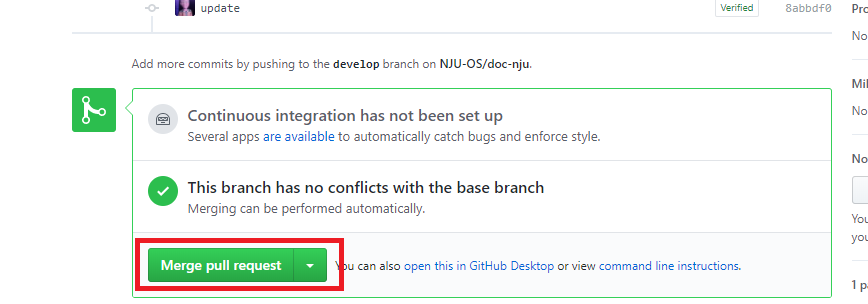 update Verified 8abbdf0
Pro
No
Add more commits by pushing to the develop branch on NJU-OS/doc-nju.
Mil
No
Continuous integration has not been set up
Several apps are available to automatically catch bugs and enforce style.
This branch has no conflicts with the base branch
Merging can be performed automatically.
No
You
you
Merge pull request You can also open this in GitHub Desktop or view command line instructions.